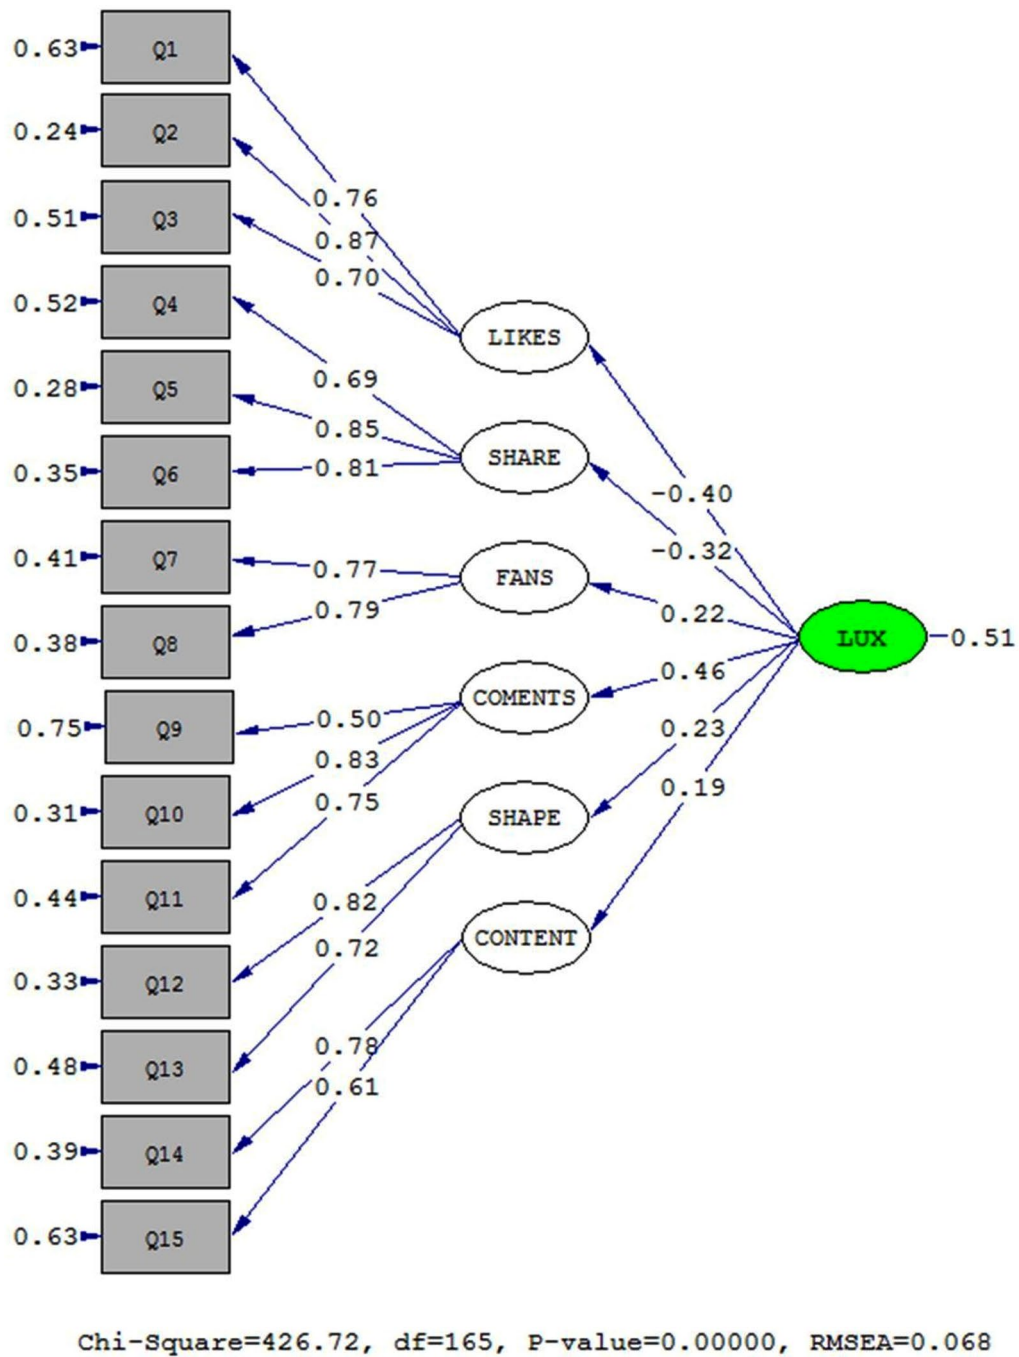 0.63 Q1
0.24 Q2
0.76
0.51 Q3
0.87
0.70
0.52 Q4
LIKES
0.69
0.28 Q5
0.85
SHARE
0.35 Q6
0.81
-0.40
-0.32
0.41 Q7
0.77
FANS
0.79
0.22
0.38 Q8
LUX 0.51
0.46
COMENTS
0.75 Q9
0.50
0.23
0.83
0.19
0.31 Q10
0.75
SHAPE
0.44 Q11
0.82
CONTENT
0.72
0.33 Q12
0.78
0.48 Q13
0.61
0.39 Q14
0.63 Q15
Chi-Square=426.72, df=165, P-value=0.00000, RMSEA=0.068